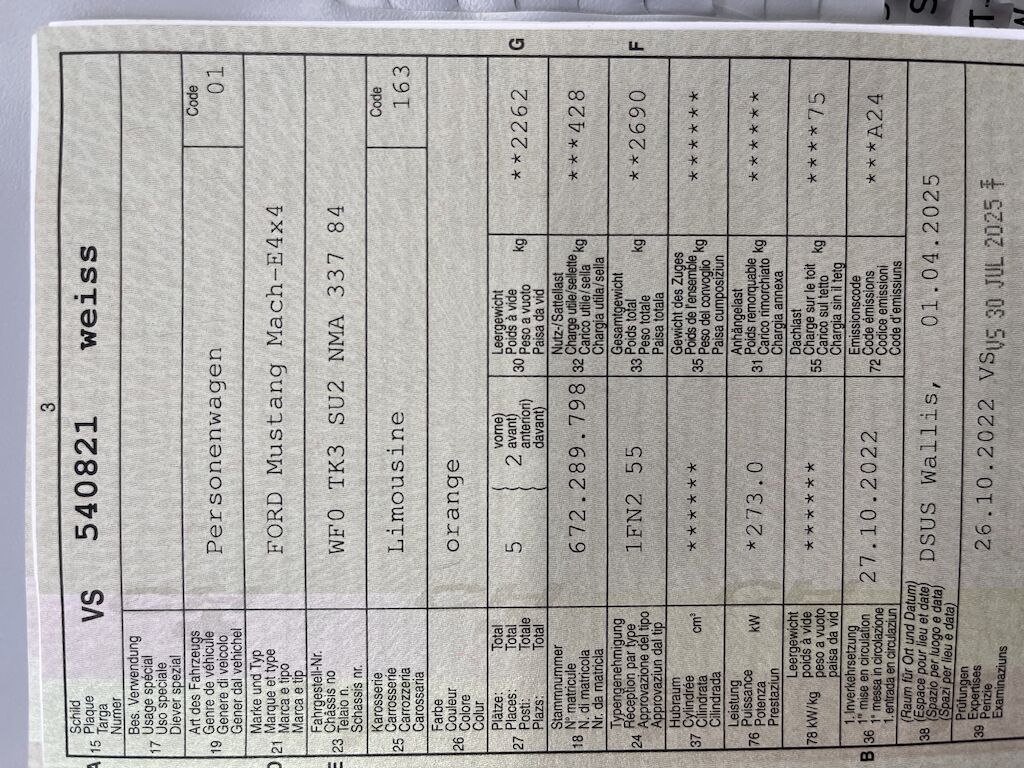 3
A 15 Schild Plaque Targa Numer VS 540821 weiss
17 Bes. Verwendung Usage spécial Uso speciale Diever spezial
19 Art des Fahrzeugs Genre de véhicule Genere di veicolo Gener da vehichel Personenwagen Code 01
D 21 Marke und Typ Marque et type Marca e tipo Marca e tip FORD Mustang Mach-E4x4
E 23 Fahrgestell-Nr. Châssis no Telaio n. Schassis nr. WF0 TK3 SU2 NMA 337 84
25 Karosserie Carrosserie Carrozzeria Carossaria Limousine Code 163
26 Farbe Couleur Colore Colur orange
27 Plätze: Places: Posti: Plazs: Total Total Totale Total 5 } 2 vorne) avant) anteriori) davant)
30 Leergewicht Poids à vide Peso a vuoto Paisa da vid kg **2262 G
18 Stammnummer N° matricule N. di matricola Nr. da matricla 672.289.798
32 Nutz-/Sattellast Charge utile/sellette Carico utile/sella Chargia utila/sella kg ***428
24 Typengenehmigung Réception par type Approvazione del tipo Approvaziun dal tip 1FN2 55
33 Gesamtgewicht Poids total Peso totale Paisa totala kg **2690 F
37 Hubraum Cylindrée Cilindrata Cilindrada cm³ ******
35 Gewicht des Zuges Poids de l'ensemble Peso del convoglio Paisa cumposiziun kg ******
76 Leistung Puissance Potenza Prestaziun kW *273.0
31 Anhängelast Poids remorquable Carico rimorchiato Chargia annexa kg ******
78 kW/kg Leergewicht poids à vide peso a vuoto paisa da vid ******
55 Dachlast Charge sur le toit Carico sul tetto Chargia sin il tetg kg ****75
B 36 1. Inverkehrsetzung 1re mise en circulation 1a messa in circolazione 1. entrada en circulaziun 27.10.2022
72 Emissionscode Code émissions Codice emissioni Code d'emissiuns ***A24
38 (Raum für Ort und Datum) (Espace pour lieu et date) (Spazio per luogo e data) (Spazi per lieu e data) DSUS Wallis, 01.04.2025
39 Prüfungen Expertises Perizie Examinaziuns 26.10.2022 VS VS 30 JUL 2025